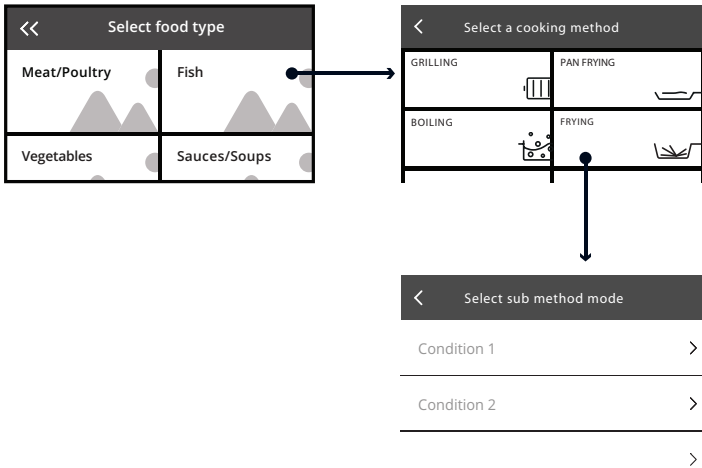 Select food type
Meat/Poultry
Fish
Vegetables
Sauces/Soups
Select a cooking method
GRILLING
PAN FRYING
BOILING
FRYING
Select sub method mode
Condition 1
Condition 2